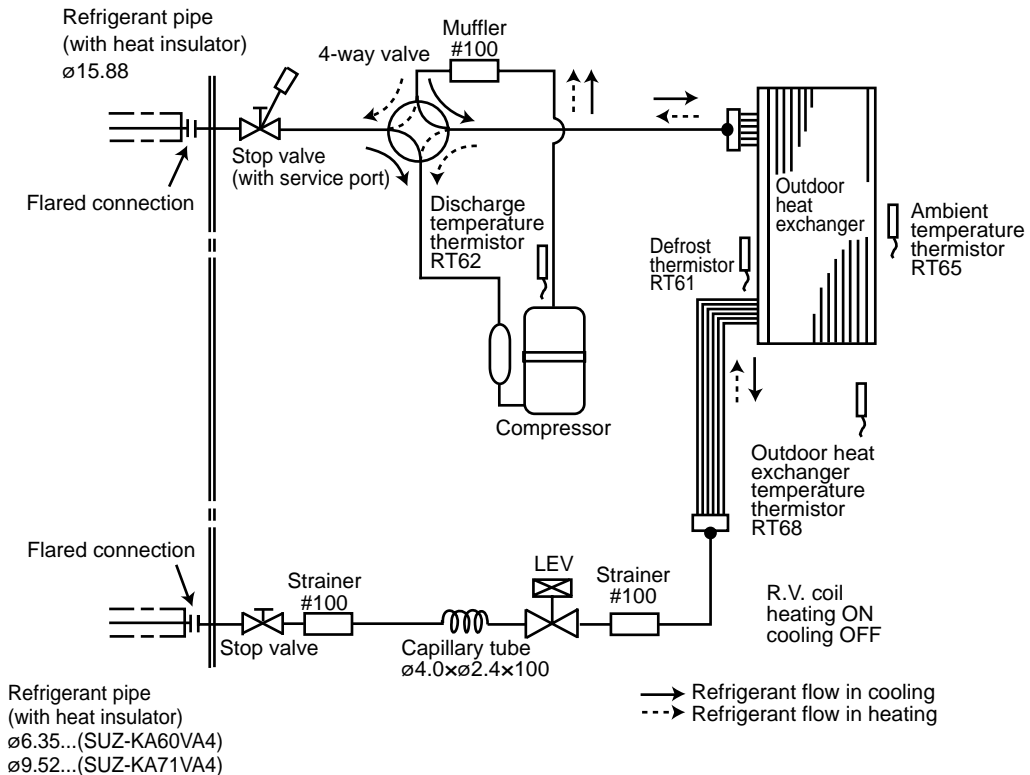 Refrigerant pipe
(with heat insulator)
ø15.88
4-way valve
Muffler
#100
Stop valve
(with service port)
Flared connection
Discharge
temperature
thermistor
RT62
Compressor
Outdoor
heat
exchanger
Defrost
thermistor
RT61
Ambient
temperature
thermistor
RT65
Outdoor heat
exchanger
temperature
thermistor
RT68
Flared connection
Strainer
#100
LEV
Strainer
#100
Stop valve
Capillary tube
ø4.0×ø2.4×100
R.V. coil
heating ON
cooling OFF
Refrigerant pipe
(with heat insulator)
ø6.35...(SUZ-KA60VA4)
ø9.52...(SUZ-KA71VA4)
Refrigerant flow in cooling
Refrigerant flow in heating